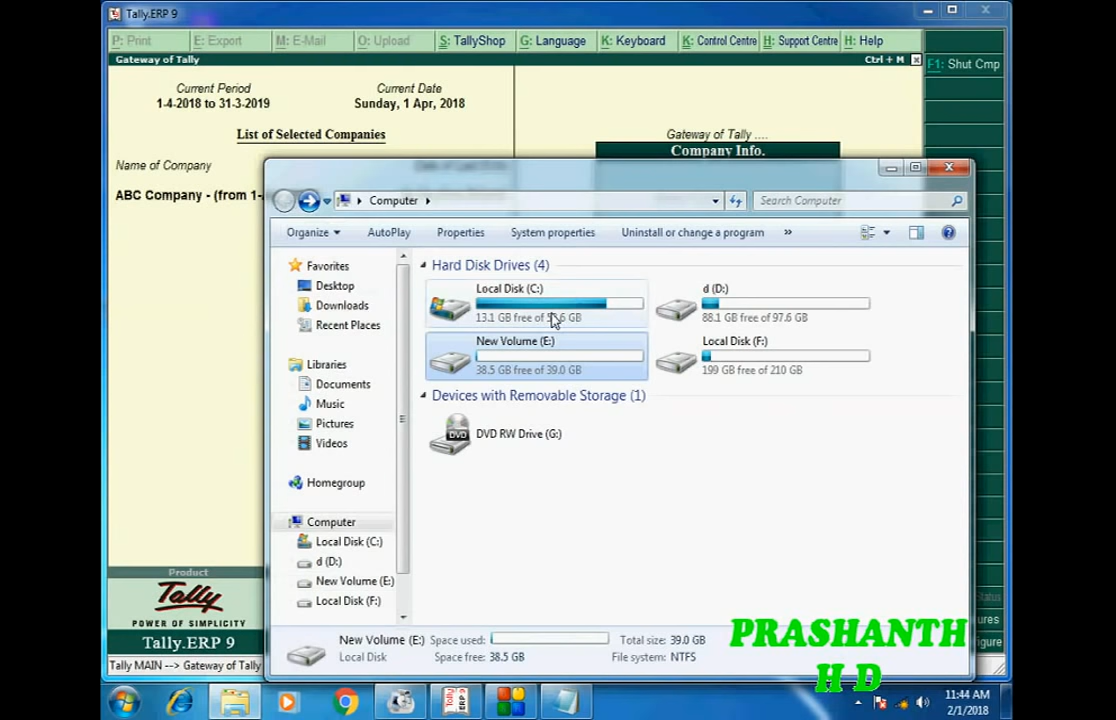 Tally.ERP 9
P: Print
E: Export
M: E-Mail
O: Upload
S: TallyShop
G: Language
K: Keyboard
K: Control Centre
H: Support Centre
H: Help
Gateway of Tally
Ctrl + M
F1: Shut Cmp
Current Period
Current Date
1-4-2018 to 31-3-2019
Sunday, 1 Apr, 2018
List of Selected Companies
Gateway of Tally ....
Company Info.
Name of Company
ABC Company - (from 1-
Computer
Search Computer
Organize
AutoPlay
Properties
System properties
Uninstall or change a program
»
Favorites
Desktop
Downloads
Recent Places
Libraries
Documents
Music
Pictures
Videos
Homegroup
Computer
Local Disk (C:)
d (D:)
New Volume (E:)
Local Disk (F:)
Hard Disk Drives (4)
Local Disk (C:)
13.1 GB free of GB
d (D:)
88.1 GB free of 97.6 GB
New Volume (E:)
38.5 GB free of 39.0 GB
Local Disk (F:)
199 GB free of 210 GB
Devices with Removable Storage (1)
DVD
DVD RW Drive (G:)
Product
Tally
POWER OF SIMPLICITY
Tally.ERP 9
Tally MAIN --> Gateway of Tally
New Volume (E:) Space used: Total size: 39.0 GB
Local Disk Space free: 38.5 GB File system: NTFS
Status
ures
igure
PRASHANTH
H D
11:44 AM
2/1/2018